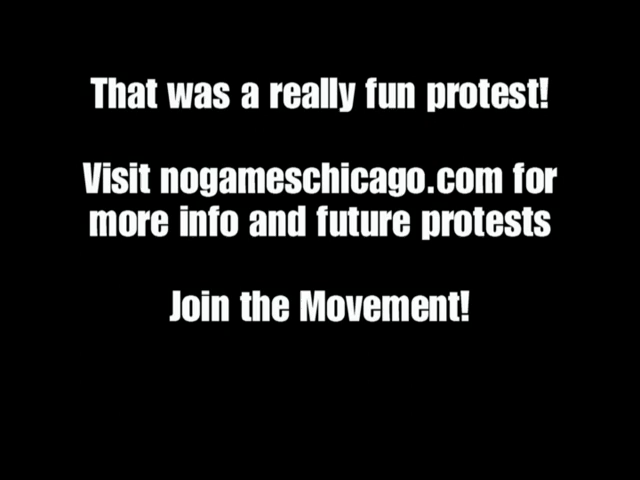 That was a really fun protest!
Visit nogameschicago.com for
more info and future protests
Join the Movement!